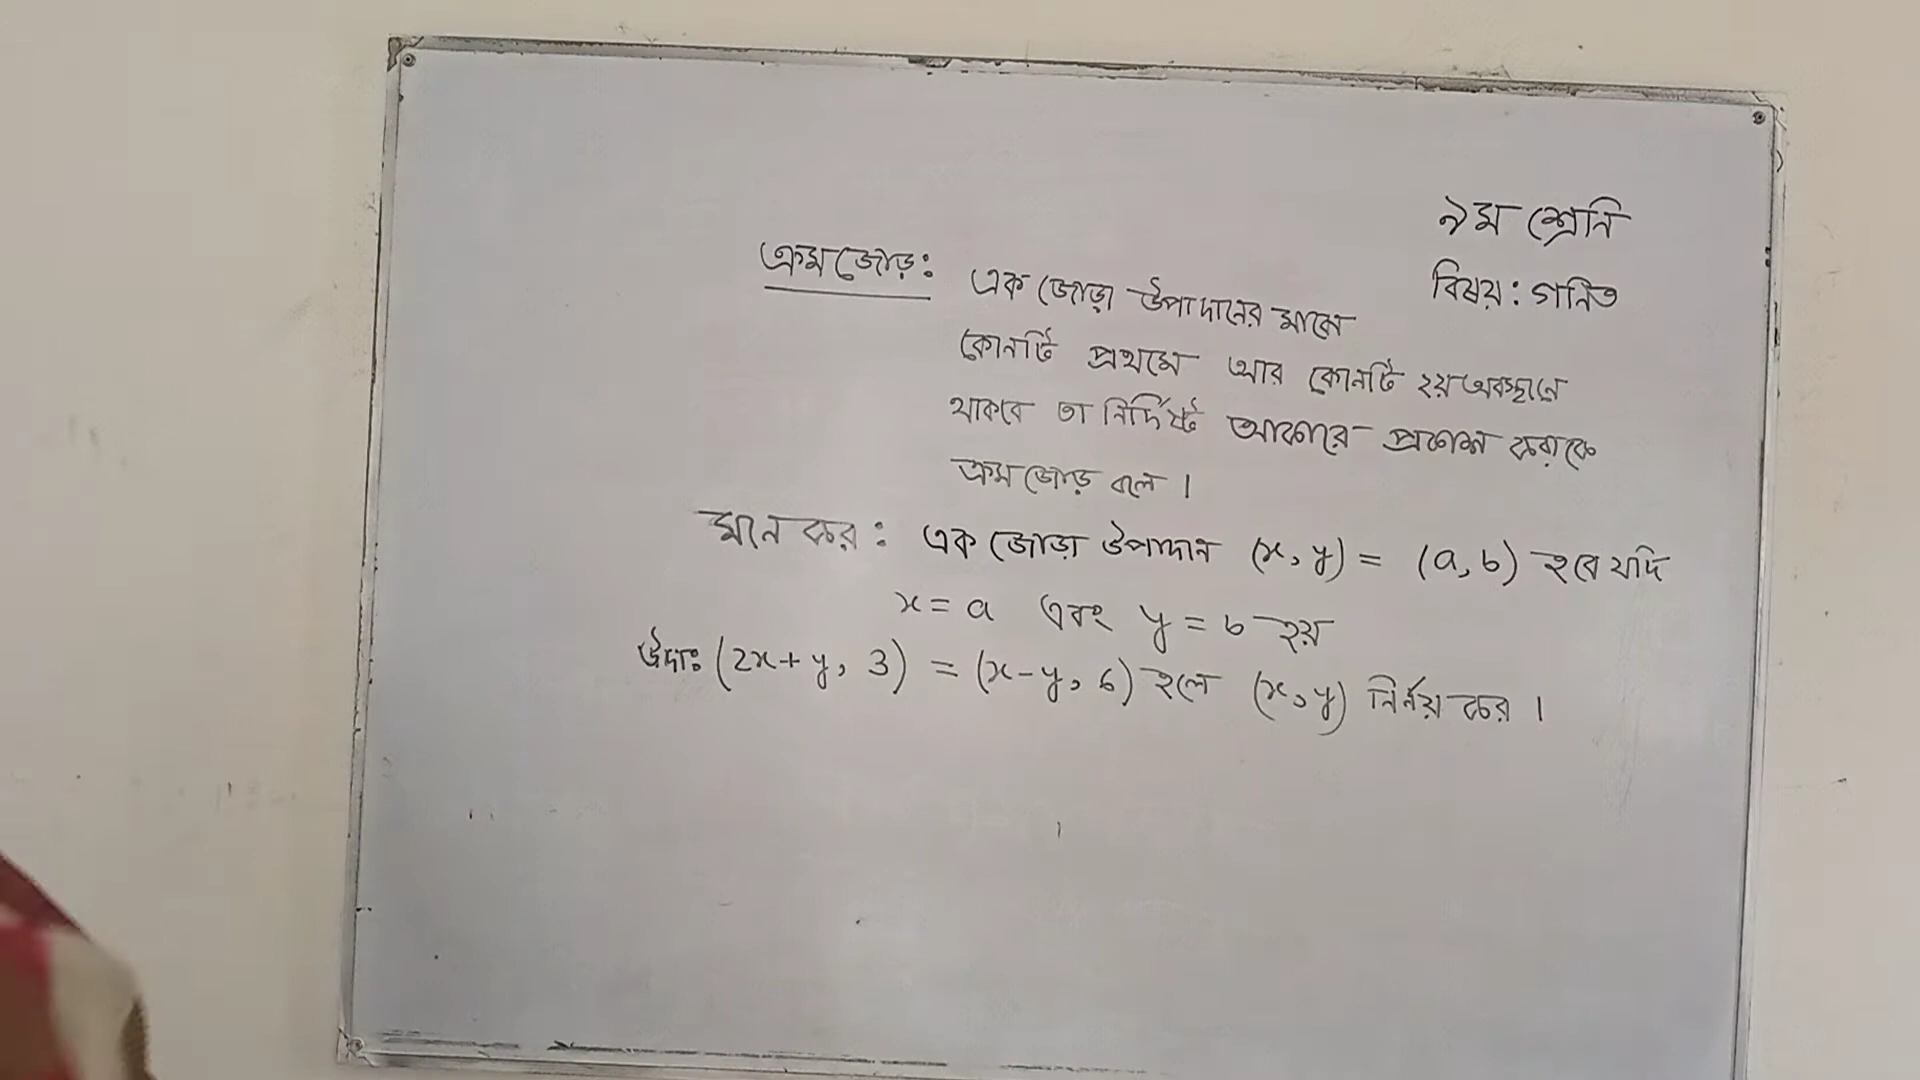 ৯ম শ্রেনি
বিষয়: গনিত
ক্রমজোড়: এক জোড়া উপাদানের মাঝে
কোনটি প্রথমে আর কোনটি ২য় অবস্থানে
থাকবে তা নির্দিষ্ট আকারে প্রকাশ করাকে
ক্রমজোড় বলে।
মনে কর: এক জোড়া উপাদান (x, y) = (a, b) হবে যদি
x = a এবং y = b হয়
উদাঃ (2x+y, 3) = (x-y, 6) হলে (x, y) নির্নয় কর।